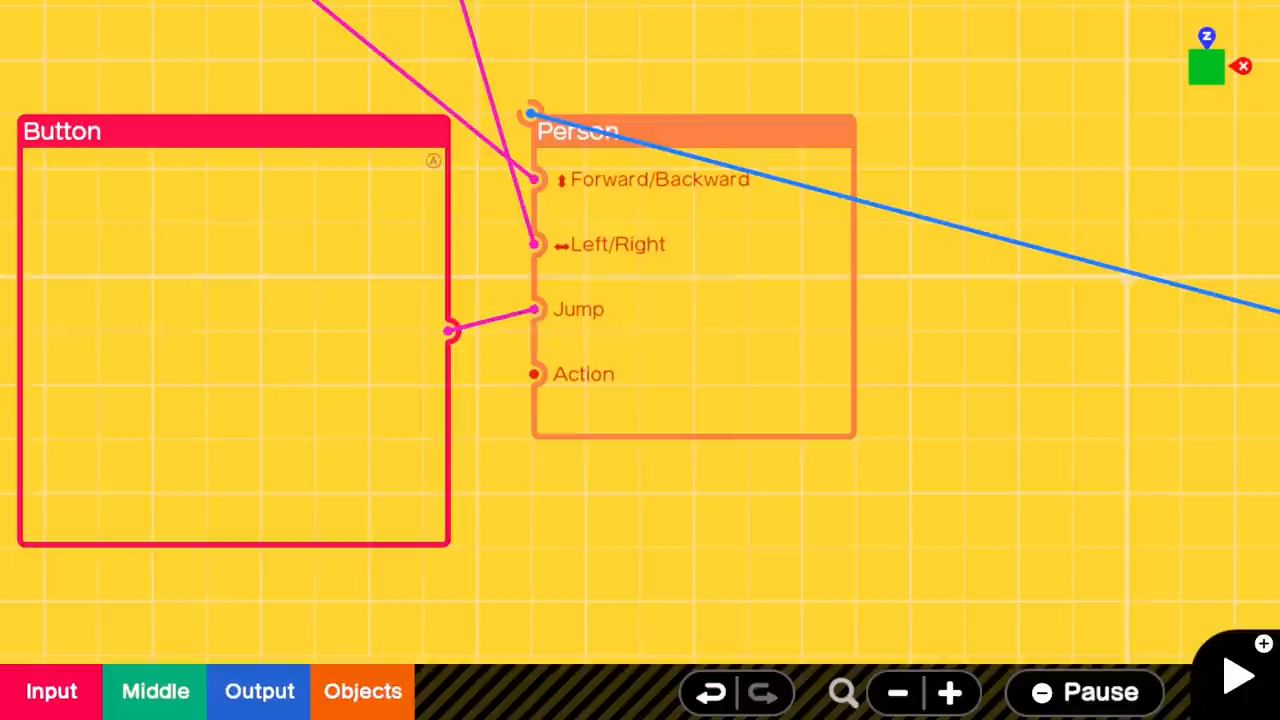 Z
X
Button
Person
A
Forward/Backward
Left/Right
Jump
Action
Input
Middle
Output
Objects
Pause